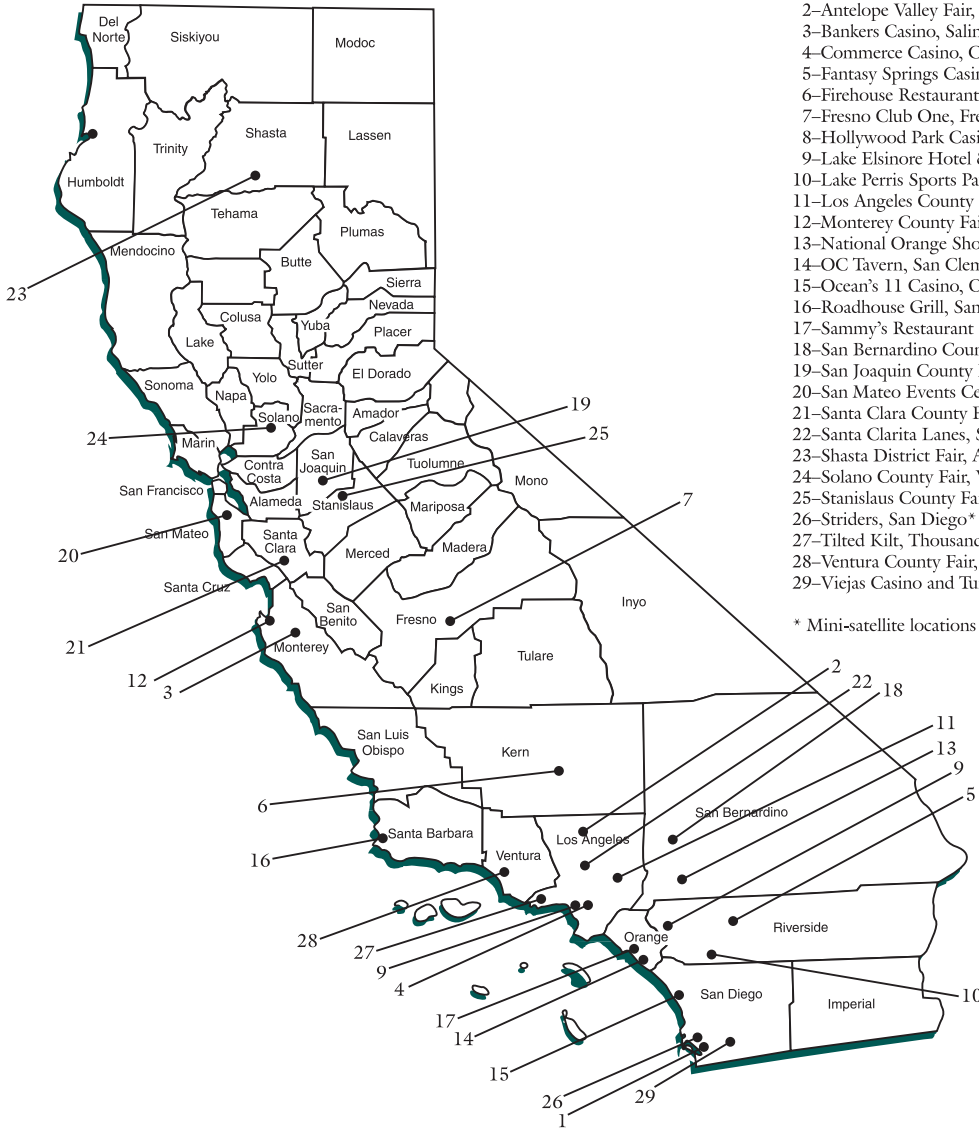 2–Antelope Valley Fair,
3–Bankers Casino, Salin
4–Commerce Casino, C
5–Fantasy Springs Casin
6–Firehouse Restaurant
7–Fresno Club One, Fre
8–Hollywood Park Casi
9–Lake Elsinore Hotel &
10–Lake Perris Sports Pa
11–Los Angeles County
12–Monterey County Fai
13–National Orange Sho
14–OC Tavern, San Clem
15–Ocean's 11 Casino, O
16–Roadhouse Grill, San
17–Sammy's Restaurant
18–San Bernardino Coun
19–San Joaquin County
20–San Mateo Events Ce
21–Santa Clara County F
22–Santa Clarita Lanes, S
23–Shasta District Fair, A
24–Solano County Fair, V
25–Stanislaus County Fai
26–Striders, San Diego*
27–Tilted Kilt, Thousand
28–Ventura County Fair,
29–Viejas Casino and Tu
* Mini-satellite locations
Del
Norte
Siskiyou
Modoc
Humboldt
Trinity
Shasta
Lassen
Tehama
Plumas
Mendocino
Butte
23
Sierra
Nevada
Colusa
Yuba
Placer
Lake
Sutter
El Dorado
Sonoma
Yolo
Napa
Sacra-
mento
Amador
19
24
Solano
Calaveras
25
Marin
San
Joaquin
Tuolumne
Contra
Costa
Mono
San Francisco
Alameda
Stanislaus
Mariposa
7
20
San Mateo
Santa
Clara
Merced
Madera
Santa Cruz
San
Benito
Fresno
Inyo
21
12
Monterey
Tulare
3
Kings
2
22
18
San Luis
Obispo
Kern
11
13
9
5
6
San Bernardino
Santa Barbara
Los Angeles
16
Ventura
28
27
Orange
Riverside
9
4
10
17
San Diego
Imperial
14
15
26
29
1